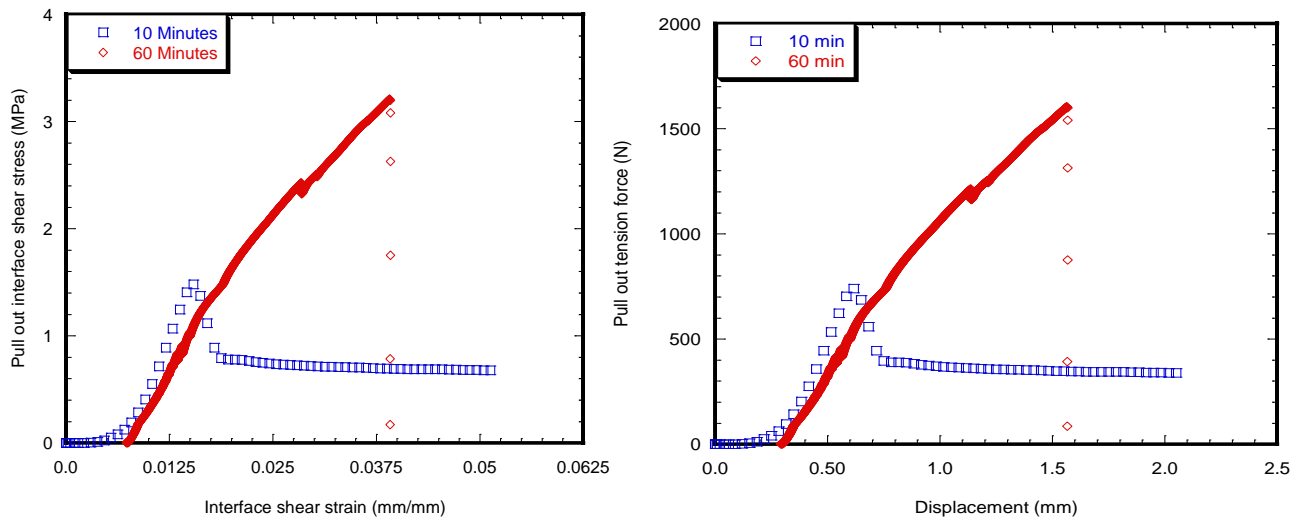 10 Minutes
60 Minutes
Pull out interface shear stress (MPa)
4
3
2
1
0
0.0 0.0125 0.025 0.0375 0.05 0.0625
Interface shear strain (mm/mm)
10 min
60 min
Pull out tension force (N)
2000
1500
1000
500
0
0.0 0.50 1.0 1.5 2.0 2.5
Displacement (mm)